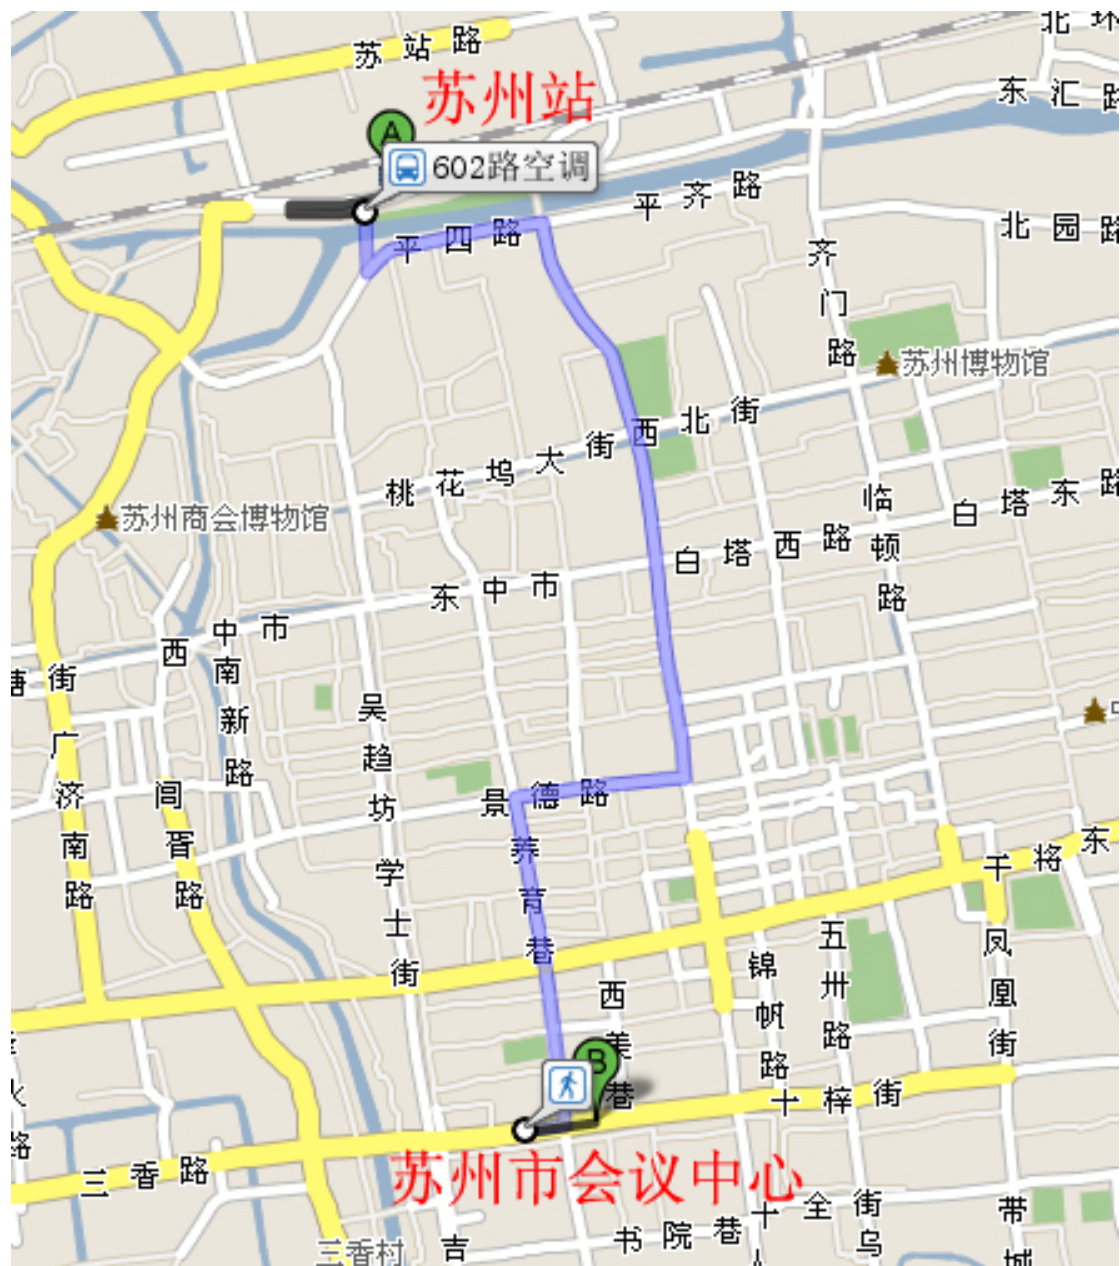 北环
苏站路
苏州站
东汇路
A
602路空调
平齐路
平四路
北园路
齐门路
苏州博物馆
西北街
桃花坞大街
临顿路
白塔东路
苏州商会博物馆
白塔西路
东中市
西中市
南新路
街
广济南路
吴趋坊
阊胥路
景德路
养育巷
学士街
干将东
凤凰街
五卅路
锦帆路
西美巷
B
十梓街
三香路
苏州市会议中心
十全街
书院巷
带城
乌
吉
三香村